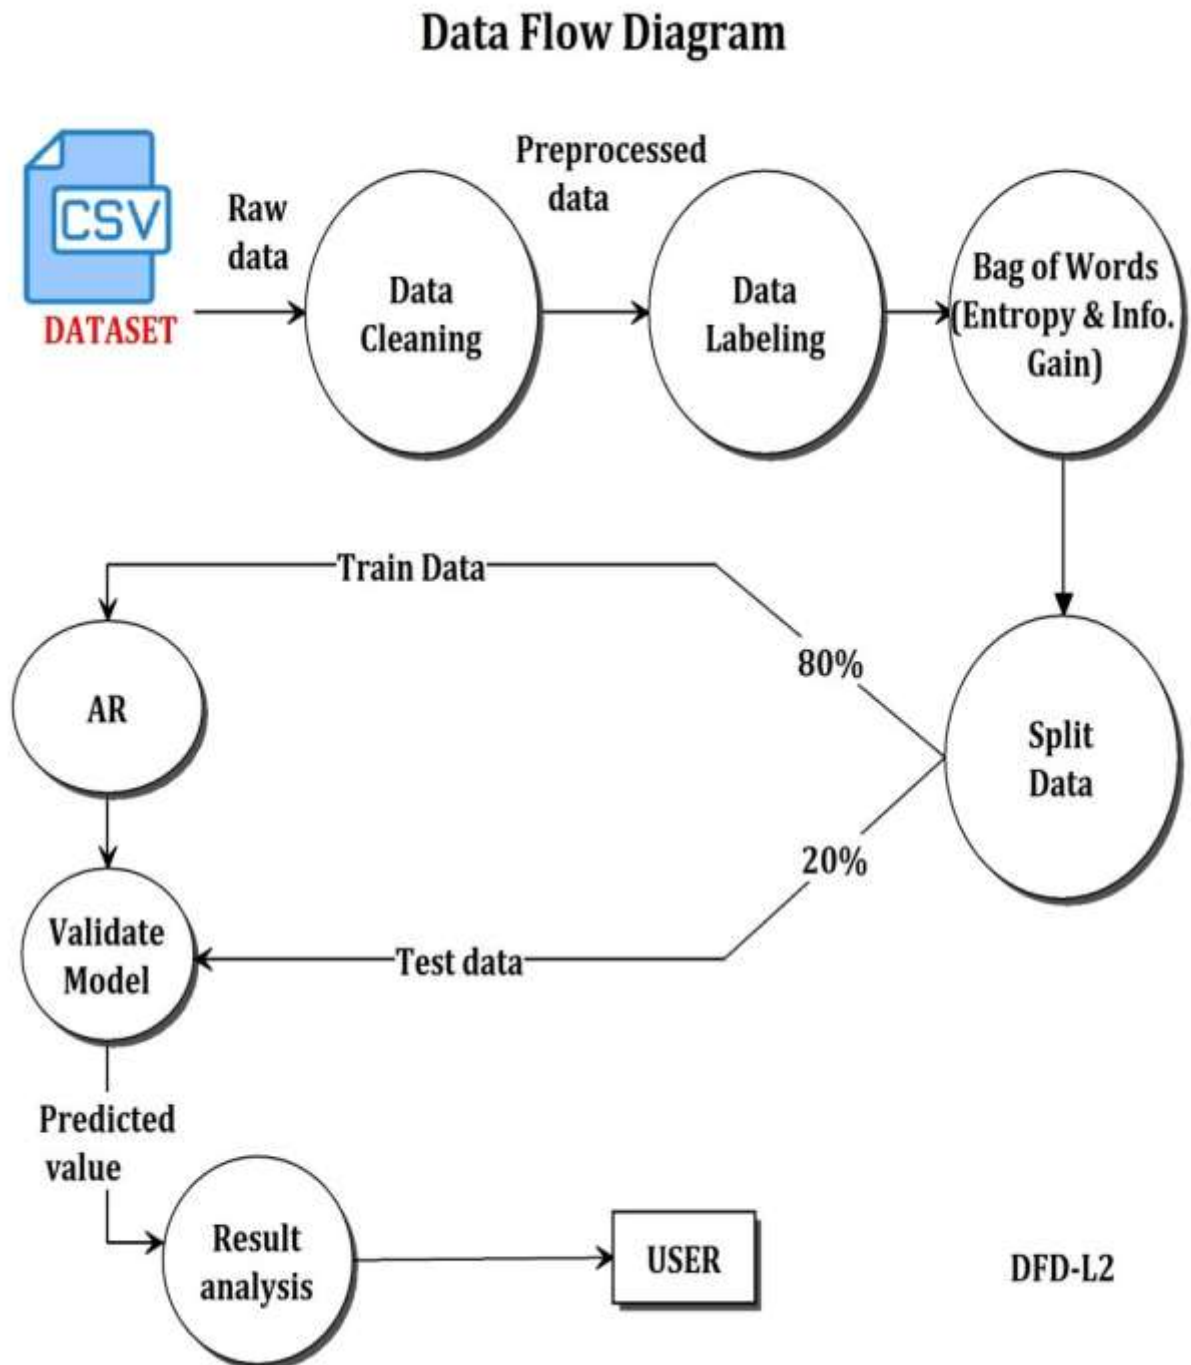 Data Flow Diagram
CSV
DATASET
Raw
data
Data
Cleaning
Preprocessed
data
Data
Labeling
Bag of Words
(Entropy & Info.
Gain)
Train Data
80%
AR
Split
Data
20%
Validate
Model
Test data
Predicted
value
Result
analysis
USER
DFD-L2